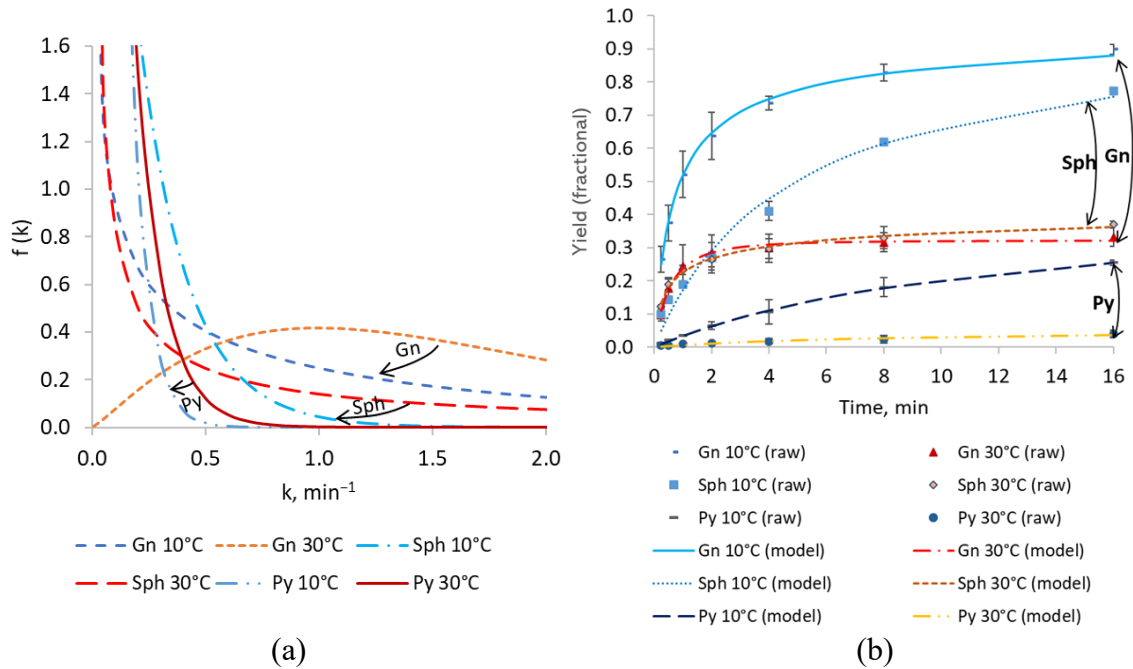 1.6
1.4
1.2
1.0
0.8
0.6
0.4
0.2
0.0
f (k)
Gn
Py
Sph
0.0 0.5 1.0 1.5 2.0
k, min⁻¹
Gn 10°C Gn 30°C Sph 10°C
Sph 30°C Py 10°C Py 30°C
(a)
1.0
0.9
0.8
0.7
0.6
0.5
0.4
0.3
0.2
0.1
0.0
Yield (fractional)
Sph
Gn
Py
0 2 4 6 8 10 12 14 16
Time, min
Gn 10°C (raw) Gn 30°C (raw)
Sph 10°C (raw) Sph 30°C (raw)
Py 10°C (raw) Py 30°C (raw)
Gn 10°C (model) Gn 30°C (model)
Sph 10°C (model) Sph 30°C (model)
Py 10°C (model) Py 30°C (model)
(b)